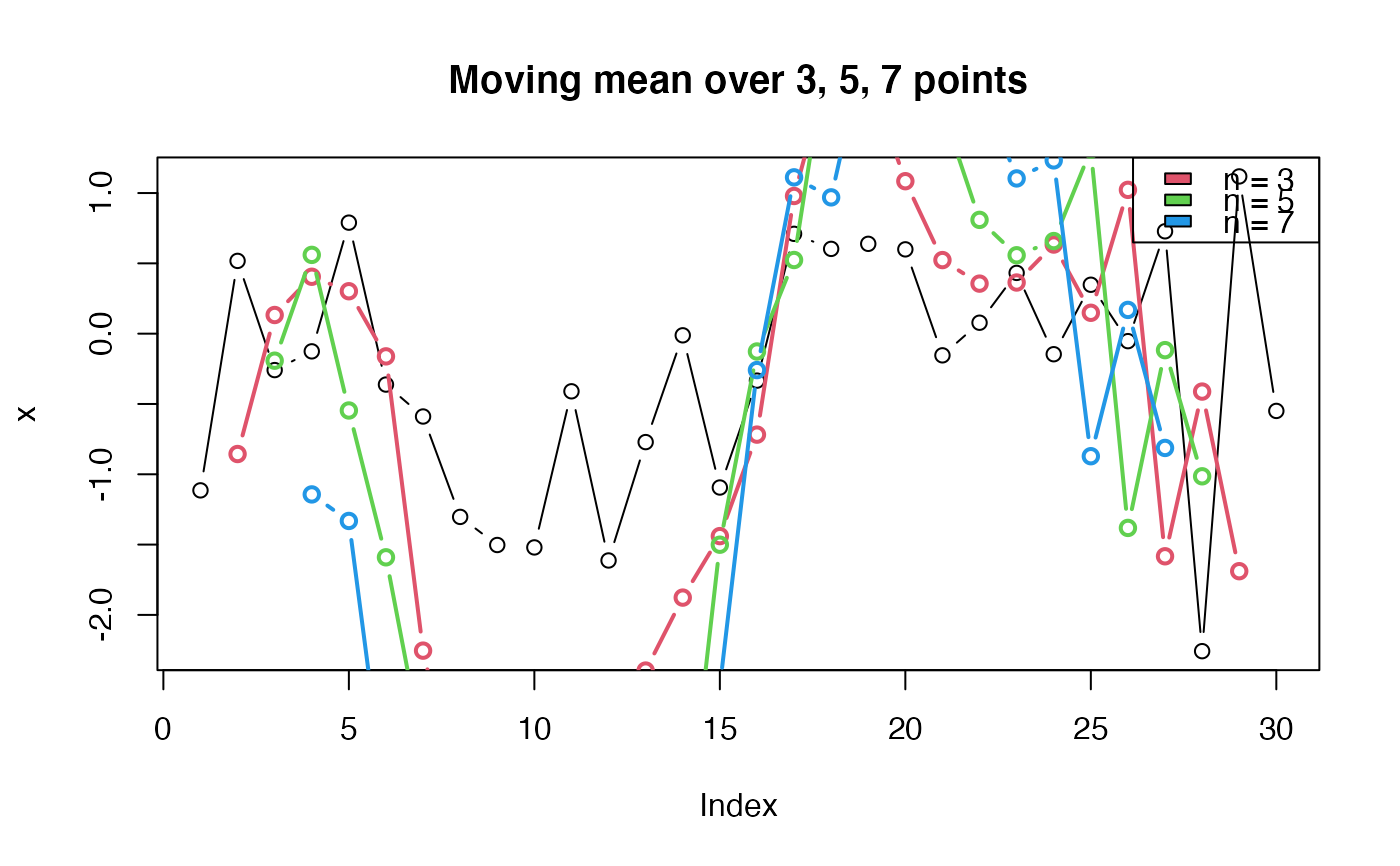 Moving mean over 3, 5, 7 points
n = 3
n = 5
n = 7
1.0
0.0
-1.0
-2.0
x
0 5 10 15 20 25 30
Index